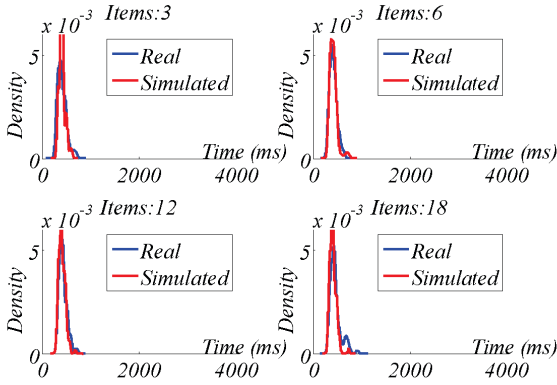 x 10-3 Items:3
5
Real
Simulated
Density
0
Time (ms)
0 2000 4000
x 10-3 Items:6
5
Real
Simulated
Density
0
Time (ms)
0 2000 4000
x 10-3 Items:12
5
Real
Simulated
Density
0
Time (ms)
0 2000 4000
x 10-3 Items:18
5
Real
Simulated
Density
0
Time (ms)
0 2000 4000